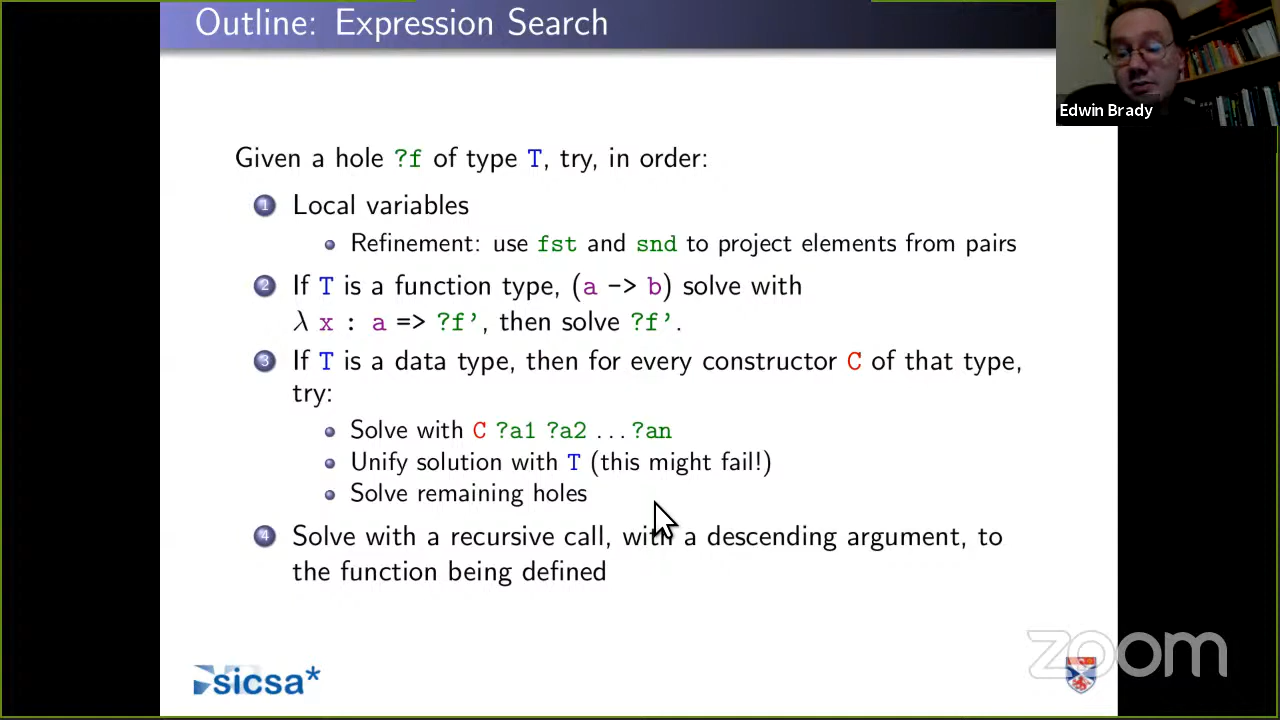 Outline: Expression Search
Edwin Brady
Given a hole ?f of type T, try, in order:
1 Local variables
Refinement: use fst and snd to project elements from pairs
2 If T is a function type, (a -> b) solve with
λ x : a => ?f', then solve ?f'.
3 If T is a data type, then for every constructor C of that type,
try:
Solve with C ?a1 ?a2 ...?an
Unify solution with T (this might fail!)
Solve remaining holes
4 Solve with a recursive call, with a descending argument, to
the function being defined
sicsa*
zoom